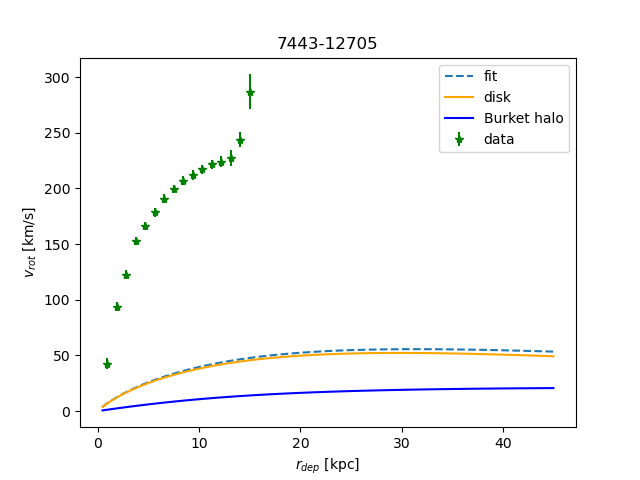 7443-12705
300
250
200
150
100
50
0
v_rot [km/s]
fit
disk
Burket halo
data
0 10 20 30 40
r_dep [kpc]